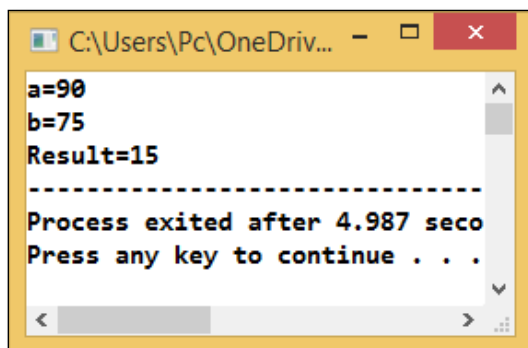 C:\Users\Pc\OneDriv...
a=90
b=75
Result=15
-------------------------------
Process exited after 4.987 seco
Press any key to continue . . .